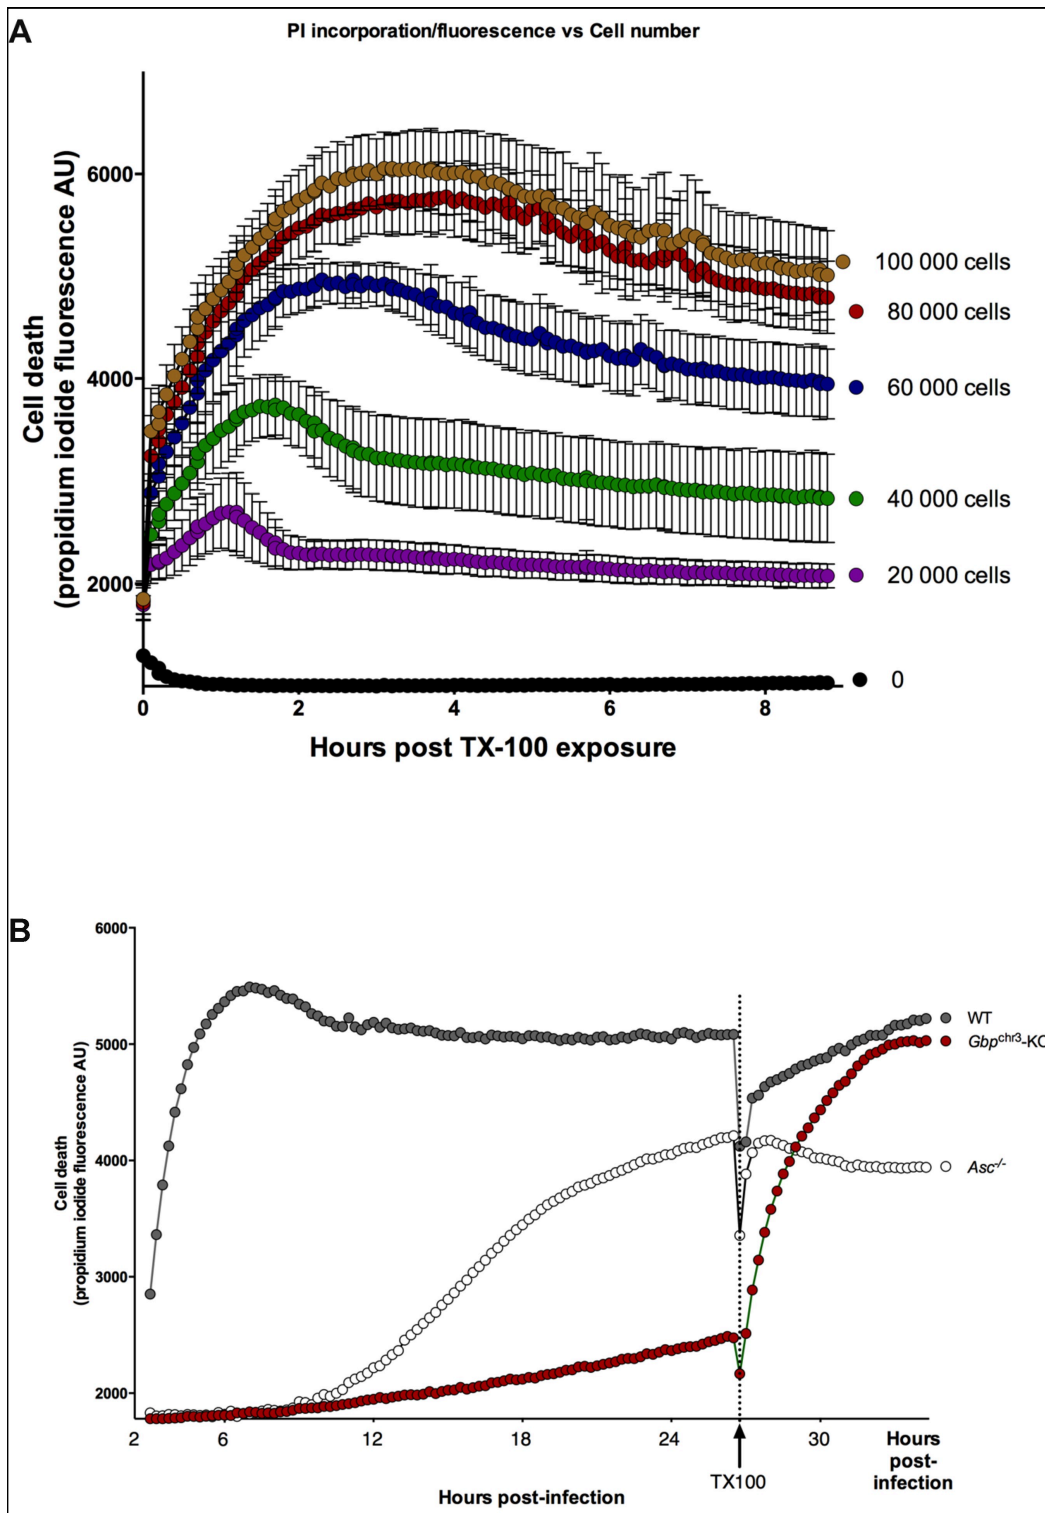 A
PI incorporation/fluorescence vs Cell number
Cell death
(propidium iodide fluorescence AU)
6000
4000
2000
100 000 cells
80 000 cells
60 000 cells
40 000 cells
20 000 cells
0
0 2 4 6 8
Hours post TX-100 exposure
B
Cell death
(propidium iodide fluorescence AU)
6000
5000
4000
3000
2000
WT
Gbpchr3-KO
Asc-/-
2 6 12 18 24 30
TX100
Hours
post-
infection
Hours post-infection